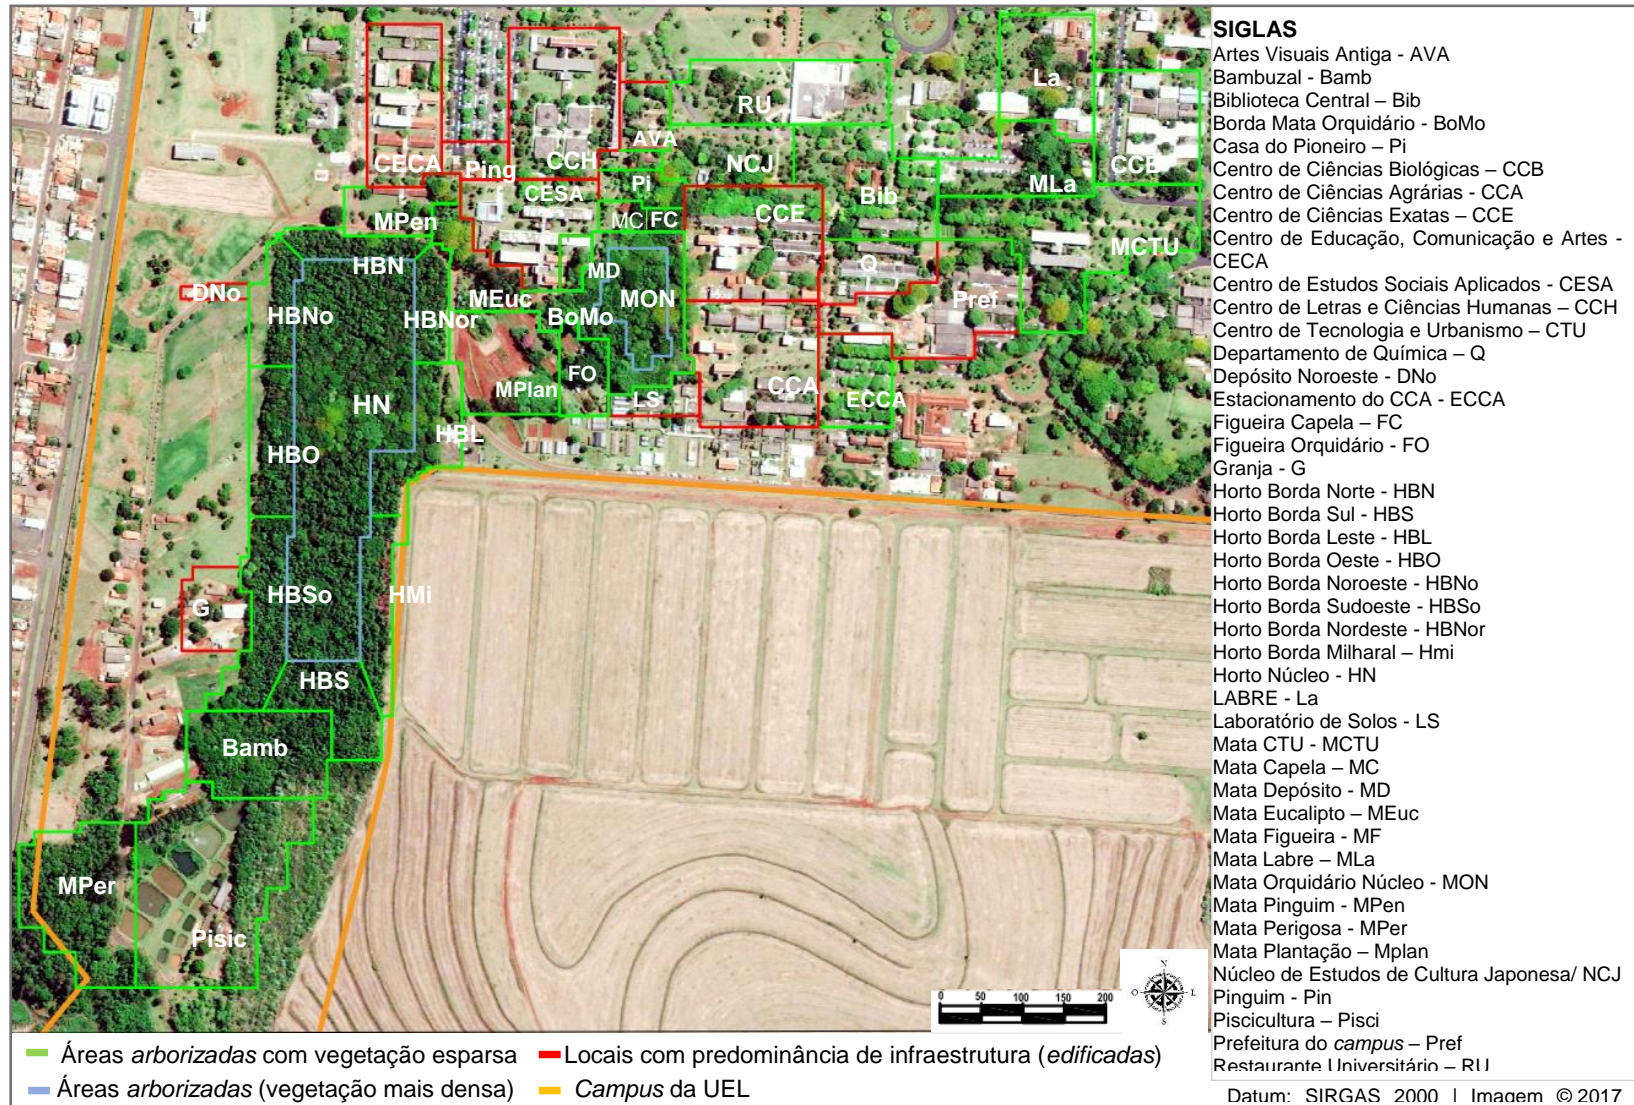 RU
La
AVA
CECA
Ping
CCH
NCJ
CCB
CESA
Pi
Bib
MLa
MPen
MC
FC
CCE
MCTU
HBN
MD
Q
DNo
MEuc
MON
Pref
HBNo
HBNor
BoMo
FO
MPlan
CCA
LS
ECCA
HN
HBL
HBO
G
HBSo
HMi
HBS
Bamb
MPer
Pisic
N
O
L
S
0 50 100 150 200
SIGLAS
Artes Visuais Antiga - AVA
Bambuzal - Bamb
Biblioteca Central – Bib
Borda Mata Orquidário - BoMo
Casa do Pioneiro – Pi
Centro de Ciências Biológicas – CCB
Centro de Ciências Agrárias - CCA
Centro de Ciências Exatas – CCE
Centro de Educação, Comunicação e Artes -
CECA
Centro de Estudos Sociais Aplicados - CESA
Centro de Letras e Ciências Humanas – CCH
Centro de Tecnologia e Urbanismo – CTU
Departamento de Química – Q
Depósito Noroeste - DNo
Estacionamento do CCA - ECCA
Figueira Capela – FC
Figueira Orquidário - FO
Granja - G
Horto Borda Norte - HBN
Horto Borda Sul - HBS
Horto Borda Leste - HBL
Horto Borda Oeste - HBO
Horto Borda Noroeste - HBNo
Horto Borda Sudoeste - HBSo
Horto Borda Nordeste - HBNor
Horto Borda Milharal – Hmi
Horto Núcleo - HN
LABRE - La
Laboratório de Solos - LS
Mata CTU - MCTU
Mata Capela – MC
Mata Depósito - MD
Mata Eucalipto – MEuc
Mata Figueira - MF
Mata Labre – MLa
Mata Orquidário Núcleo - MON
Mata Pinguim - MPen
Mata Perigosa - MPer
Mata Plantação – Mplan
Núcleo de Estudos de Cultura Japonesa/ NCJ
Pinguim - Pin
Piscicultura – Pisci
Prefeitura do campus – Pref
Restaurante Universitário – RU
Áreas arborizadas com vegetação esparsa
Locais com predominância de infraestrutura (edificadas)
Áreas arborizadas (vegetação mais densa)
Campus da UEL
Datum: SIRGAS 2000 | Imagem © 2017